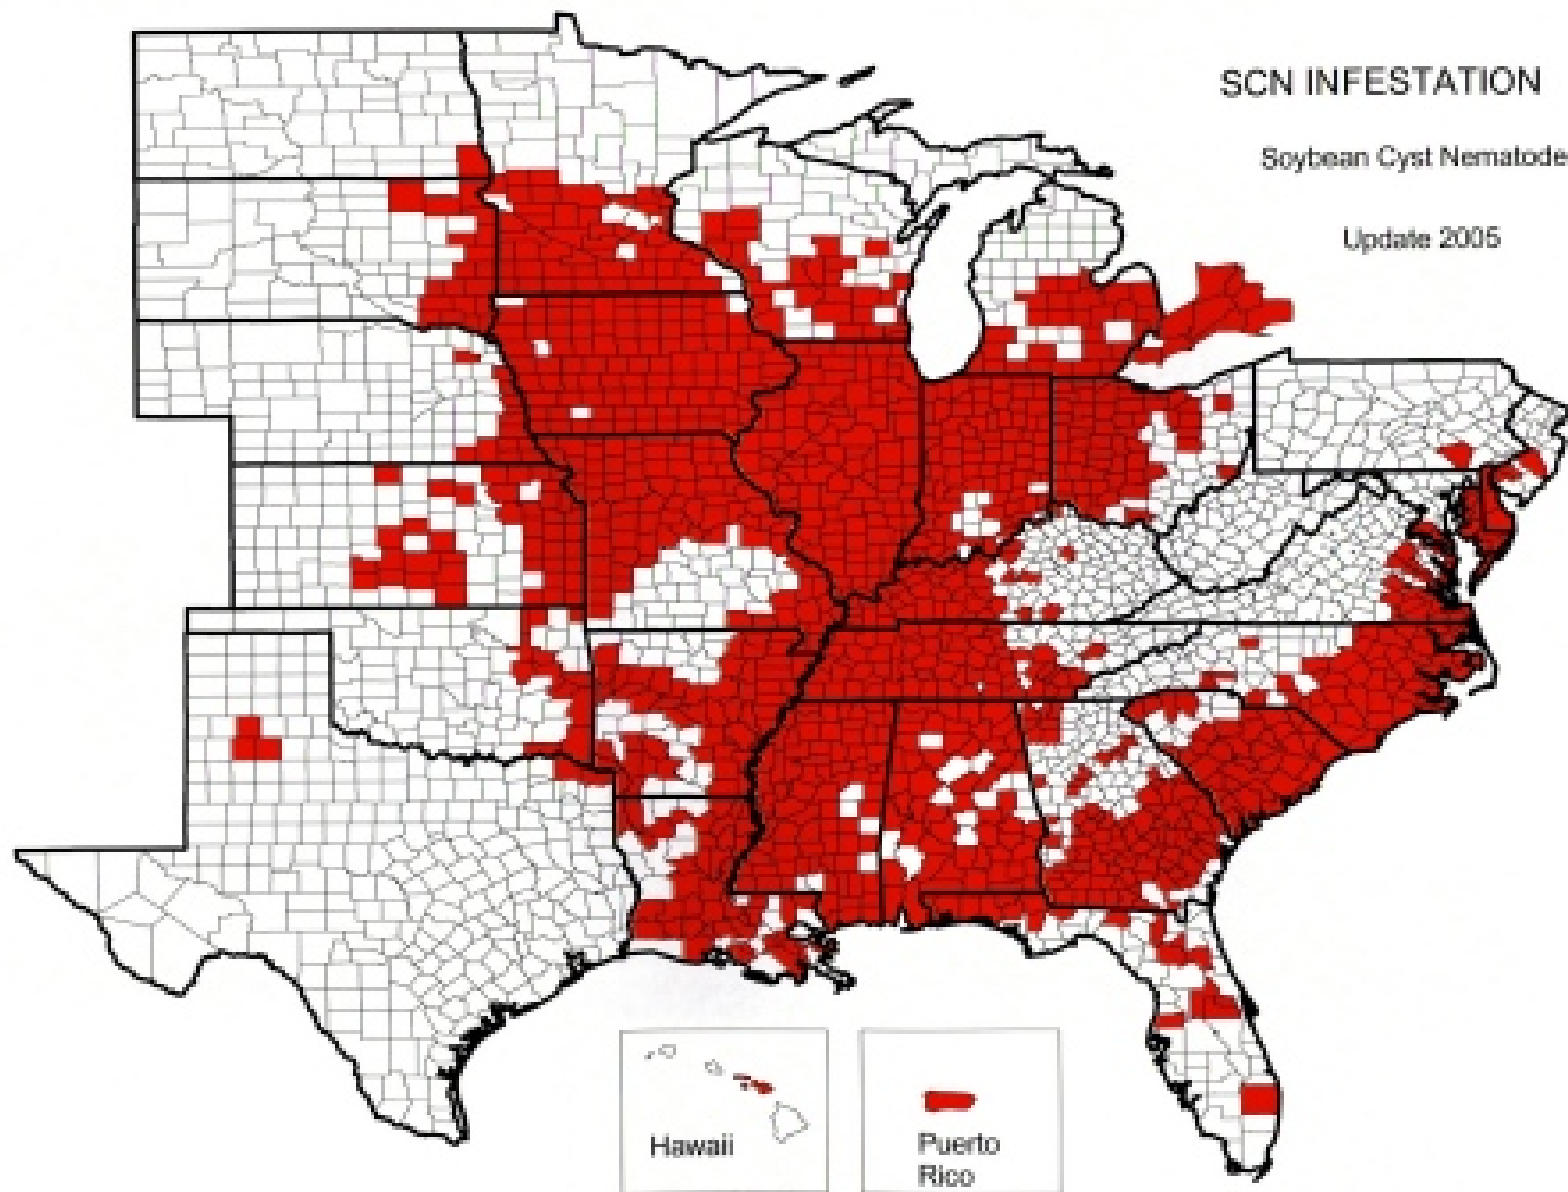 SCN INFESTATION
Soybean Cyst Nematode
Update 2005
Hawaii
Puerto
Rico